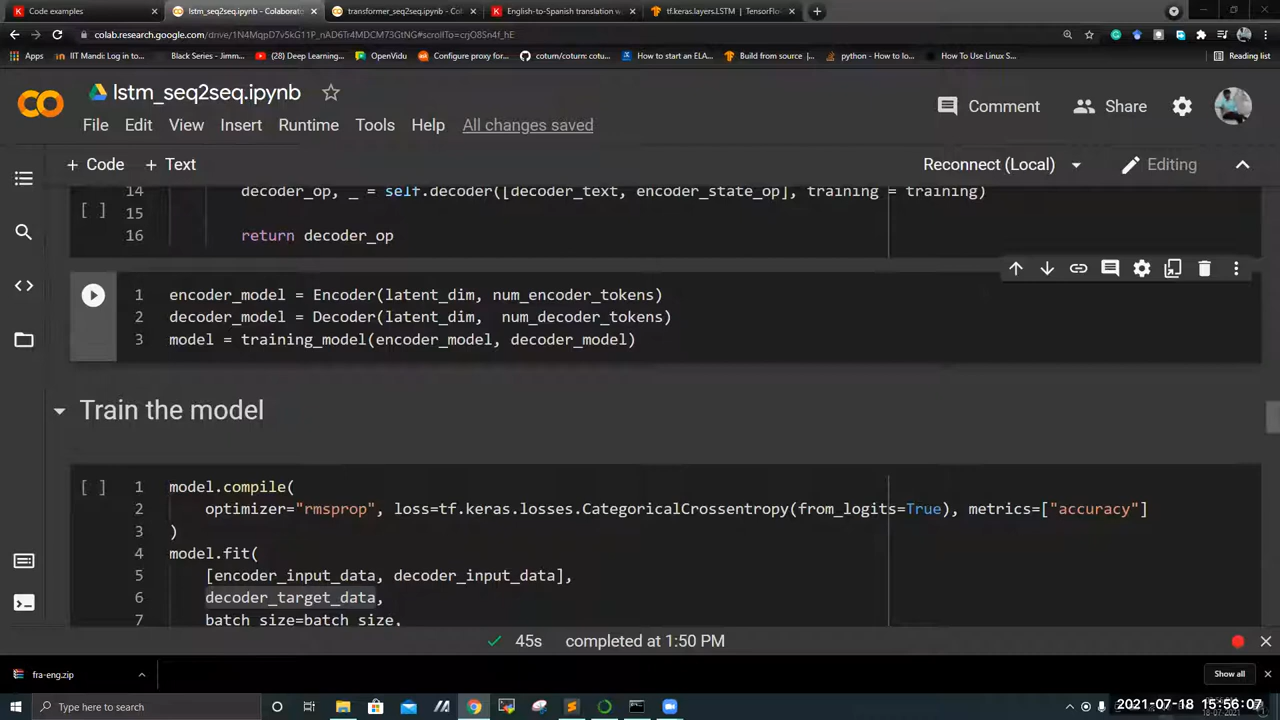 Code examples
lstm_seq2seq.ipynb - Colaborato
transformer_seq2seq.ipynb - Col
English-to-Spanish translation w
tf.keras.layers.LSTM | TensorFlo
colab.research.google.com/drive/1N4MqpD7v5kG11P_nAD6Tr4MDCM73GtNG#scrollTo=crjO8Sn4f_hE
Apps
IIT Mandi: Log in to...
Black Series - Jimm...
(28) Deep Learning...
OpenVidu
Configure proxy for...
coturn/coturn: cout...
How to start an ELA...
Build from source |...
python - How to lo...
How To Use Linux S...
Reading list
lstm_seq2seq.ipynb
Comment
Share
File
Edit
View
Insert
Runtime
Tools
Help
All changes saved
+ Code
+ Text
Reconnect (Local)
Editing
14 decoder_op, _ = self.decoder([decoder_text, encoder_state_op], training = training)
[ ] 15
16 return decoder_op
1 encoder_model = Encoder(latent_dim, num_encoder_tokens)
2 decoder_model = Decoder(latent_dim,  num_decoder_tokens)
3 model = training_model(encoder_model, decoder_model)
Train the model
[ ] 1 model.compile(
2 optimizer="rmsprop", loss=tf.keras.losses.CategoricalCrossentropy(from_logits=True), metrics=["accuracy"]
3 )
4 model.fit(
5 [encoder_input_data, decoder_input_data],
6 decoder_target_data,
7 batch_size=batch_size,
45s completed at 1:50 PM
fra-eng.zip
Show all
Type here to search
2021-07-18 15:56:07